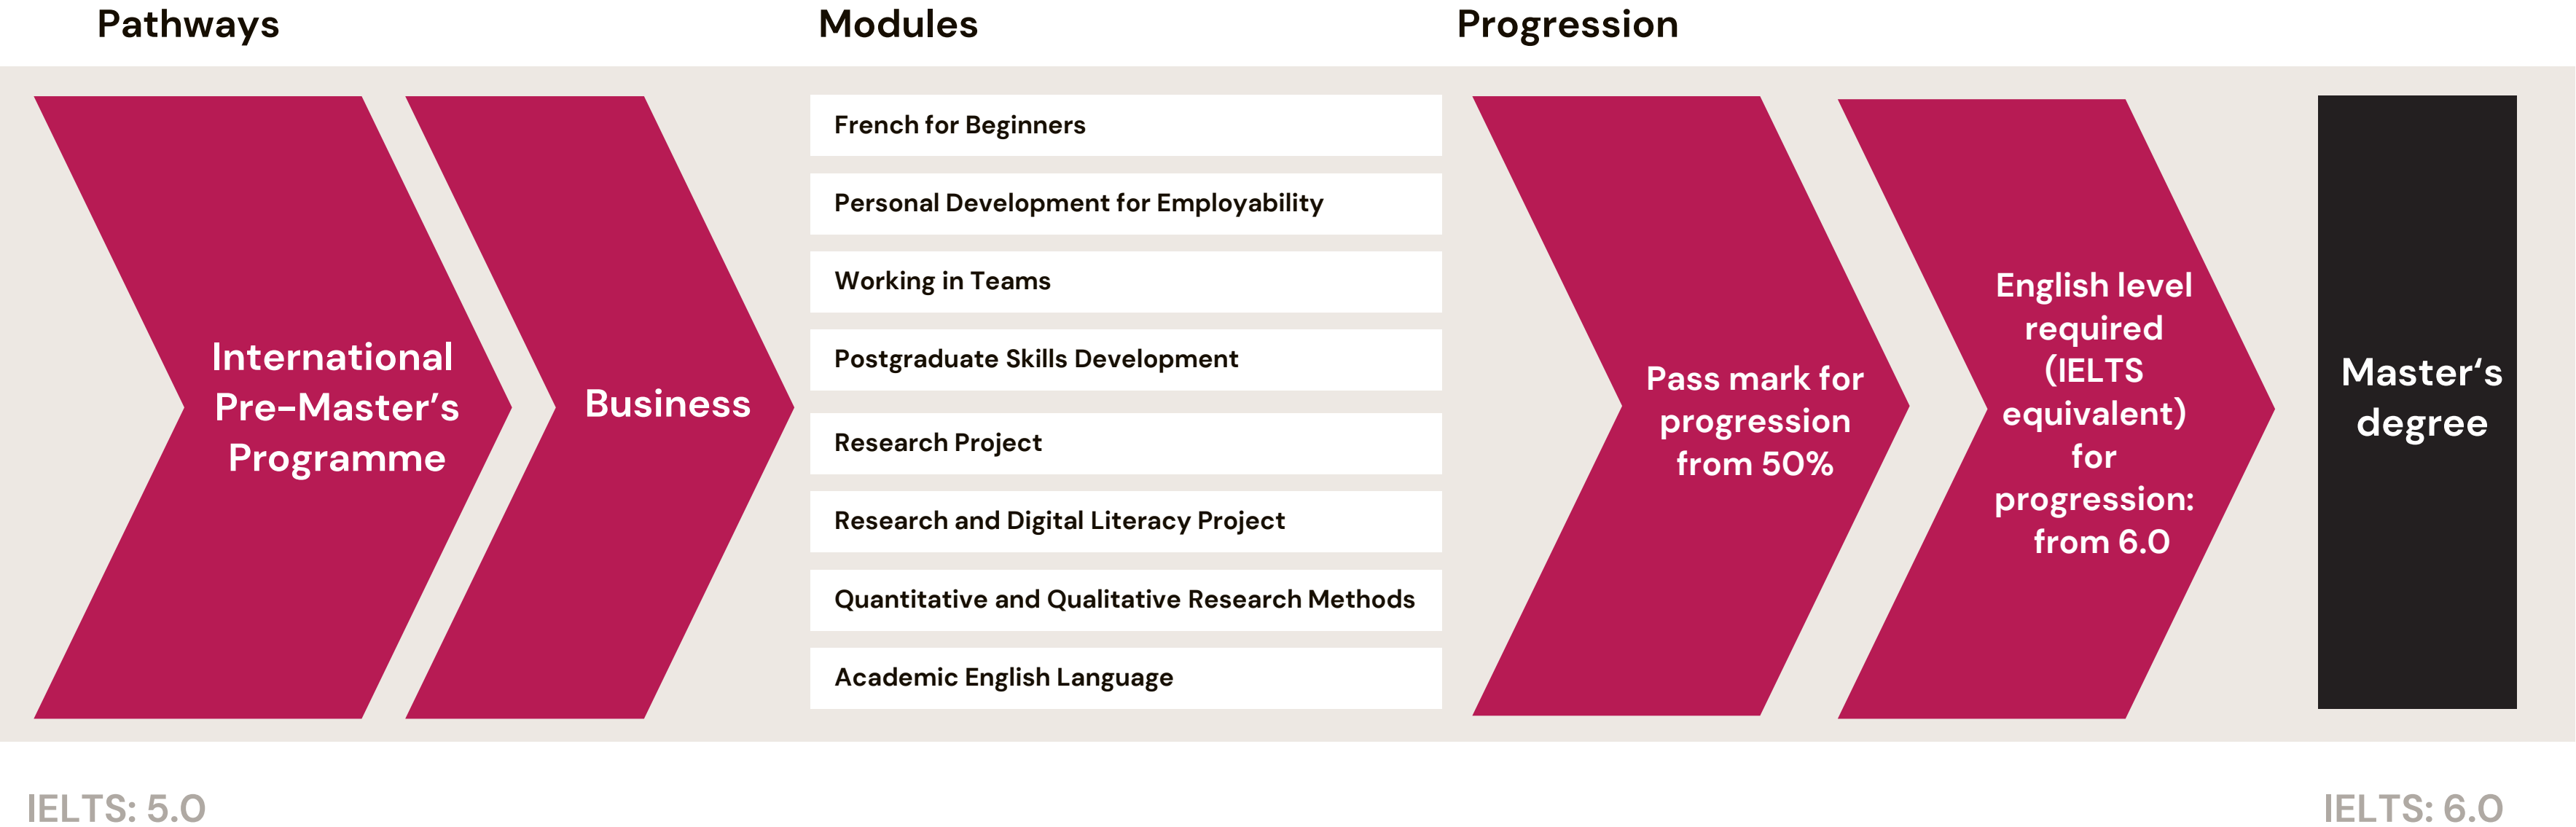 Pathways
Modules
Progression
International
Pre-Master’s
Programme
Business
French for Beginners
Personal Development for Employability
Working in Teams
Postgraduate Skills Development
Research Project
Research and Digital Literacy Project
Quantitative and Qualitative Research Methods
Academic English Language
Pass mark for
progression
from 50%
English level
required
(IELTS
equivalent)
for
progression:
from 6.0
Master‘s
degree
IELTS: 5.0
IELTS: 6.0